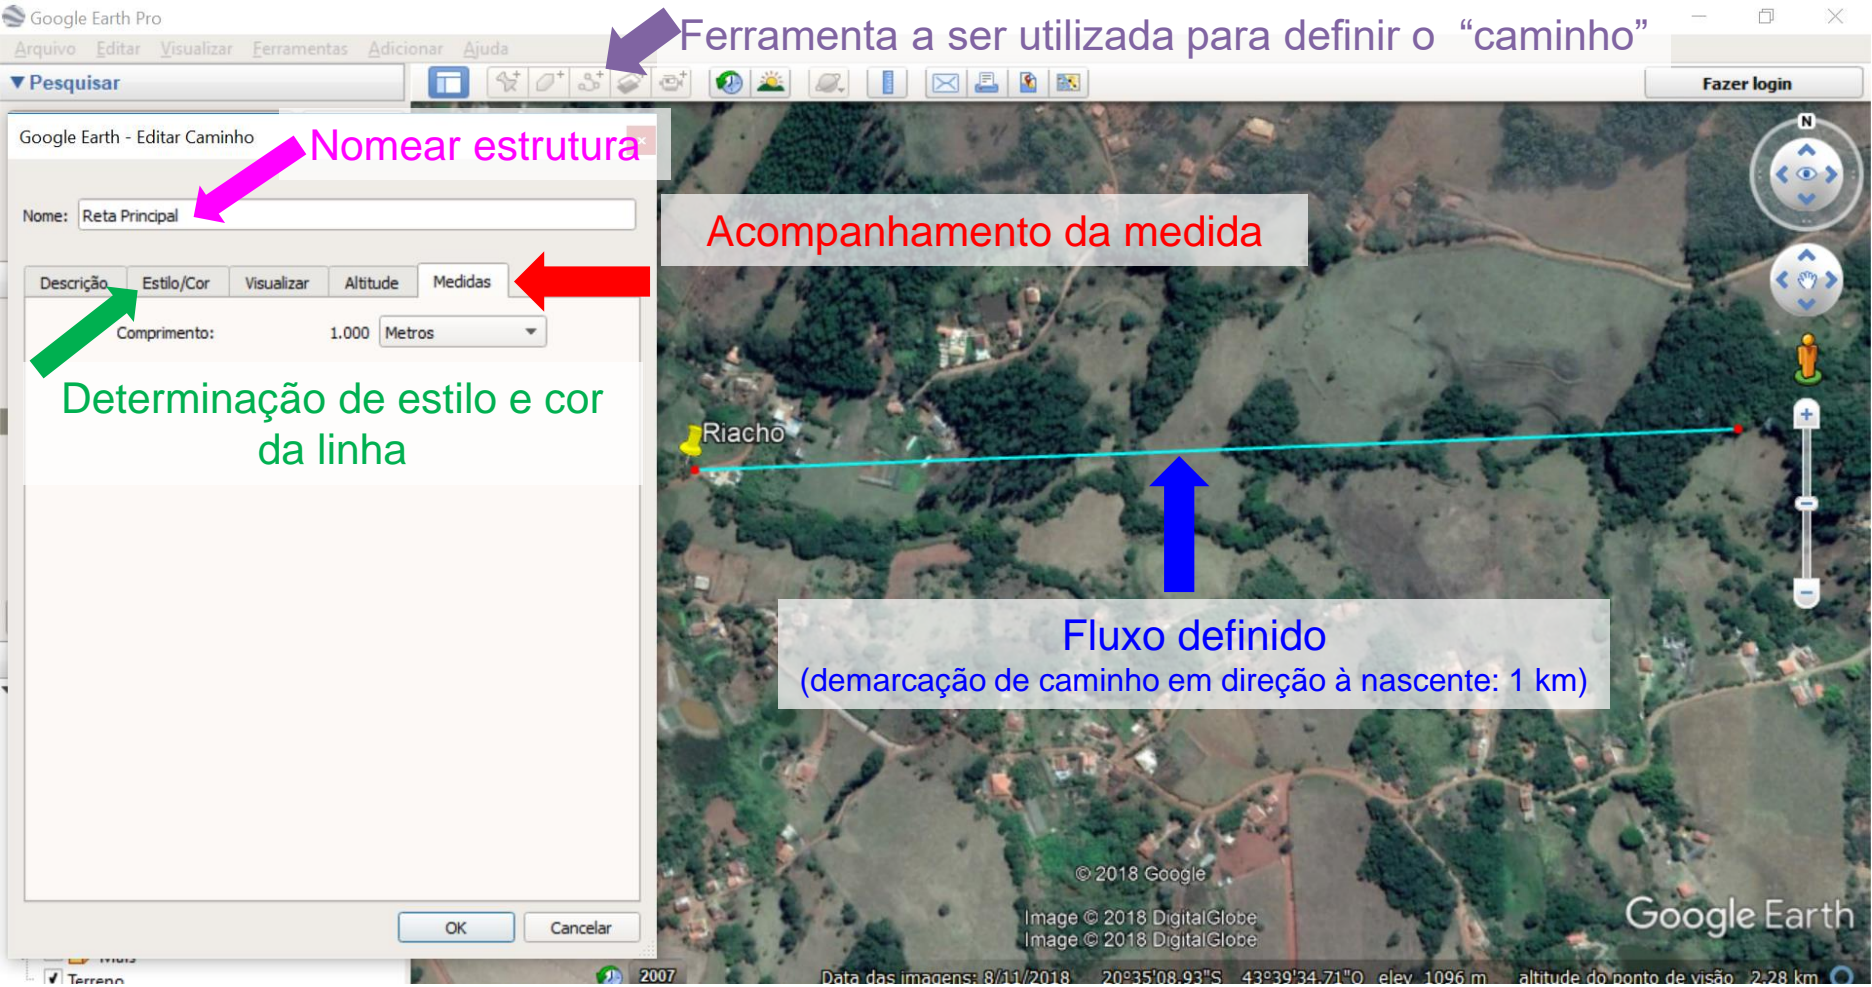 Google Earth Pro
Ferramenta a ser utilizada para definir o “caminho”
Arquivo Editar Visualizar Ferramentas Adicionar Ajuda
▼ Pesquisar
Fazer login
Google Earth - Editar Caminho
Nomear estrutura
N
Nome: Reta Principal
Acompanhamento da medida
Descrição Estilo/Cor Visualizar Altitude Medidas
Comprimento: 1.000 Metros
Determinação de estilo e cor
da linha
Riacho
Fluxo definido
(demarcação de caminho em direção à nascente: 1 km)
© 2018 Google
Image © 2018 DigitalGlobe
Image © 2018 DigitalGlobe
Google Earth
OK Cancelar
Mais
Terreno
2007
Data das imagens: 8/11/2018 20°35'08.93"S 43°39'34.71"O elev 1096 m altitude do ponto de visão 2.28 km